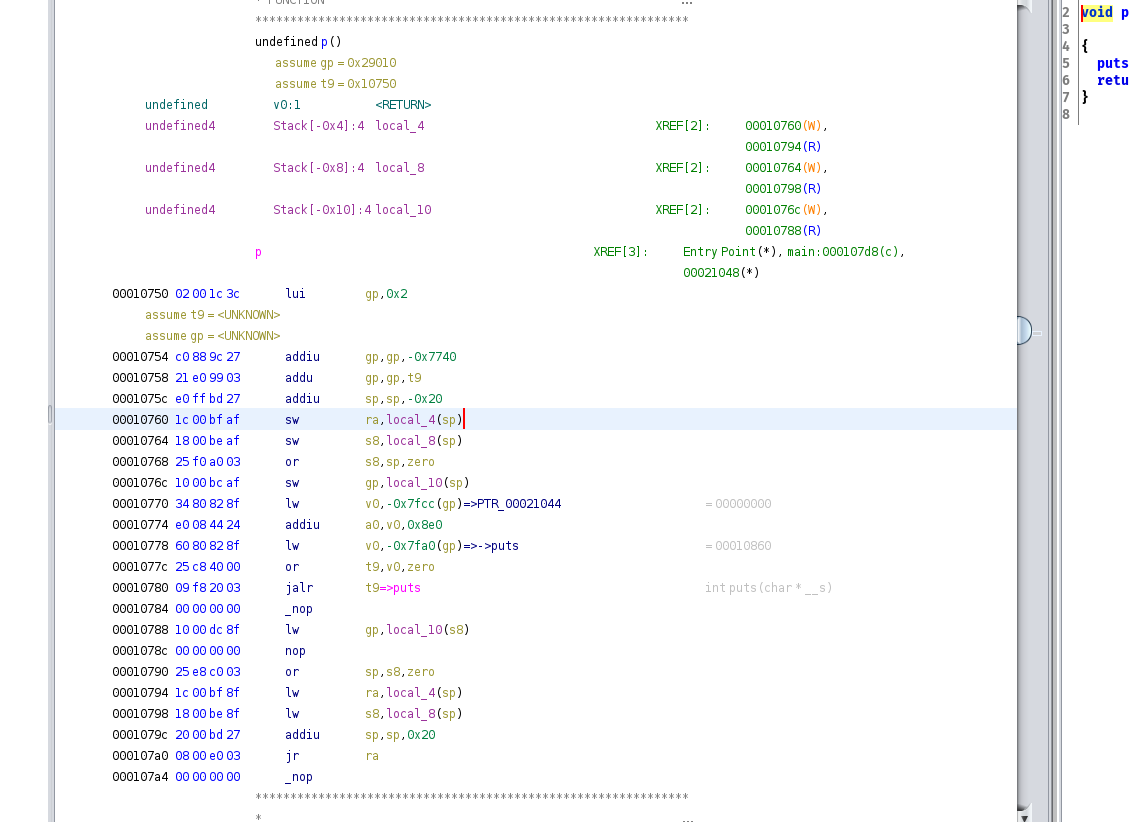 * FUNCTION ...
**************************************************************
undefined p()
assume gp = 0x29010
assume t9 = 0x10750
undefined v0:1 <RETURN>
undefined4 Stack[-0x4]:4 local_4 XREF[2]: 00010760(W),
00010794(R)
undefined4 Stack[-0x8]:4 local_8 XREF[2]: 00010764(W),
00010798(R)
undefined4 Stack[-0x10]:4 local_10 XREF[2]: 0001076c(W),
00010788(R)
p XREF[3]: Entry Point(*), main:000107d8(c),
00021048(*)
00010750 02 00 1c 3c lui gp,0x2
assume t9 = <UNKNOWN>
assume gp = <UNKNOWN>
00010754 c0 88 9c 27 addiu gp,gp,-0x7740
00010758 21 e0 99 03 addu gp,gp,t9
0001075c e0 ff bd 27 addiu sp,sp,-0x20
00010760 1c 00 bf af sw ra,local_4(sp)
00010764 18 00 be af sw s8,local_8(sp)
00010768 25 f0 a0 03 or s8,sp,zero
0001076c 10 00 bc af sw gp,local_10(sp)
00010770 34 80 82 8f lw v0,-0x7fcc(gp)=>PTR_00021044 = 00000000
00010774 e0 08 44 24 addiu a0,v0,0x8e0
00010778 60 80 82 8f lw v0,-0x7fa0(gp)=>->puts = 00010860
0001077c 25 c8 40 00 or t9,v0,zero
00010780 09 f8 20 03 jalr t9=>puts int puts(char * __s)
00010784 00 00 00 00 _nop
00010788 10 00 dc 8f lw gp,local_10(s8)
0001078c 00 00 00 00 nop
00010790 25 e8 c0 03 or sp,s8,zero
00010794 1c 00 bf 8f lw ra,local_4(sp)
00010798 18 00 be 8f lw s8,local_8(sp)
0001079c 20 00 bd 27 addiu sp,sp,0x20
000107a0 08 00 e0 03 jr ra
000107a4 00 00 00 00 _nop
**************************************************************
* ...
2 void p
3
4 {
5 puts
6 retu
7 }
8